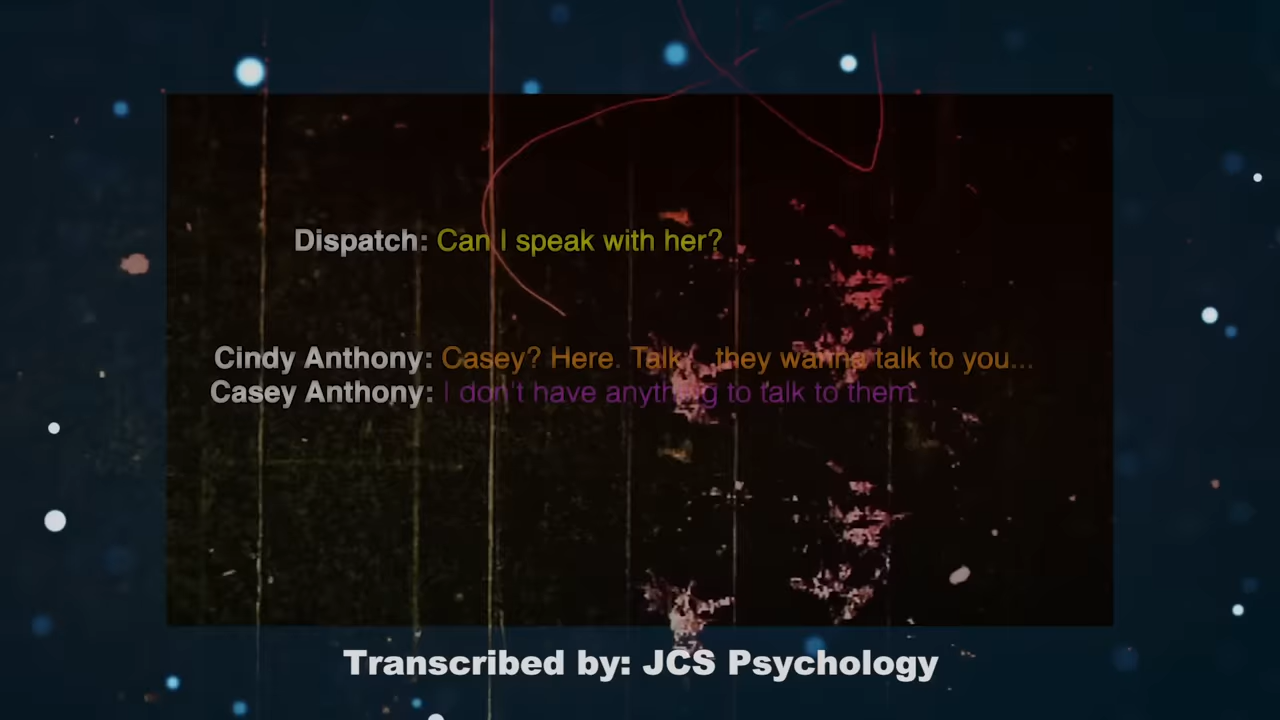 Dispatch: Can I speak with her?
Cindy Anthony: Casey? Here. Talk... they wanna talk to you...
Casey Anthony: I don't have anything to talk to them..
Transcribed by: JCS Psychology